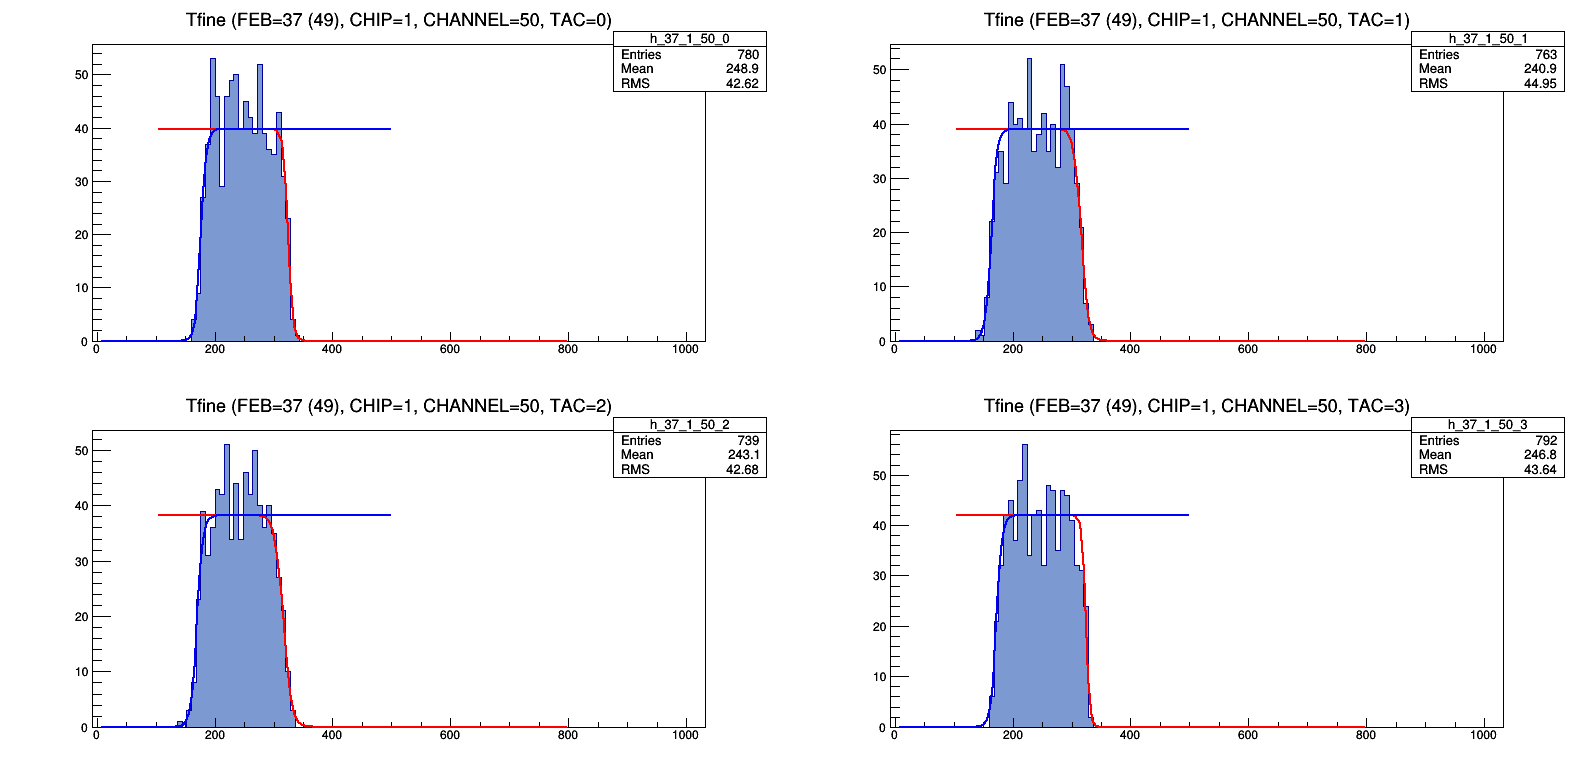 Tfine (FEB=37 (49), CHIP=1, CHANNEL=50, TAC=0)
h_37_1_50_0
Entries 780
Mean 248.9
RMS 42.62
50
40
30
20
10
0
0 200 400 600 800 1000
Tfine (FEB=37 (49), CHIP=1, CHANNEL=50, TAC=1)
h_37_1_50_1
Entries 763
Mean 240.9
RMS 44.95
50
40
30
20
10
0
0 200 400 600 800 1000
Tfine (FEB=37 (49), CHIP=1, CHANNEL=50, TAC=2)
h_37_1_50_2
Entries 739
Mean 243.1
RMS 42.68
50
40
30
20
10
0
0 200 400 600 800 1000
Tfine (FEB=37 (49), CHIP=1, CHANNEL=50, TAC=3)
h_37_1_50_3
Entries 792
Mean 246.8
RMS 43.64
50
40
30
20
10
0
0 200 400 600 800 1000